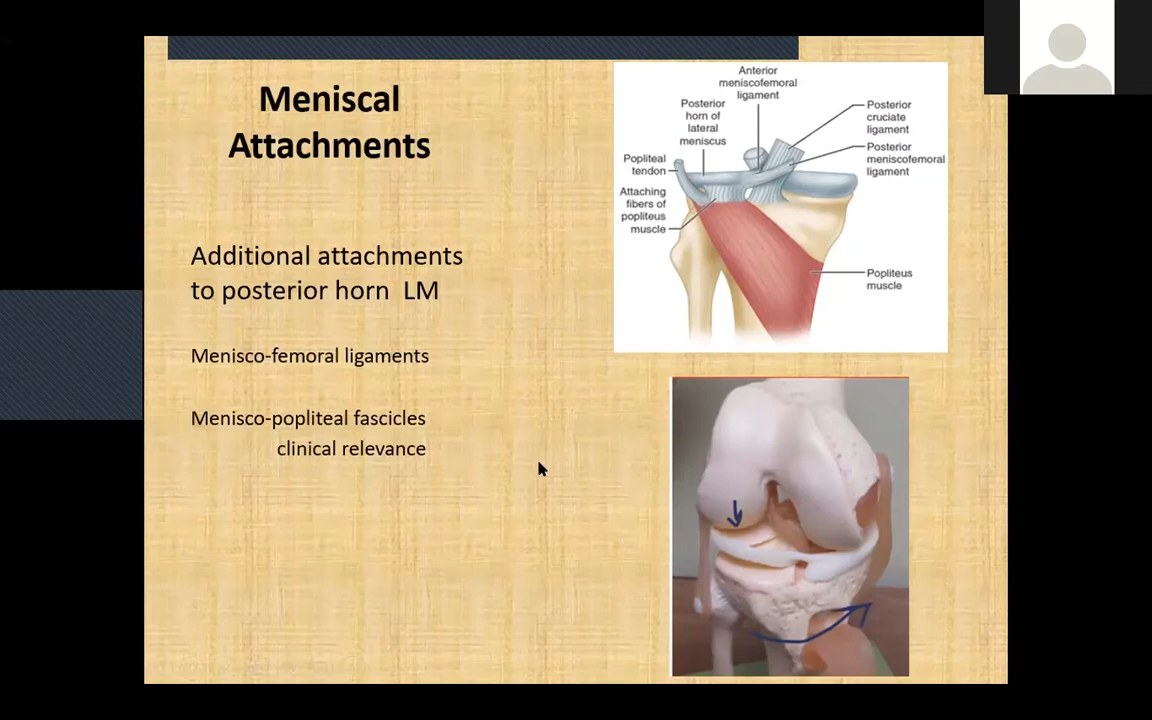 Meniscal
Attachments
Additional attachments
to posterior horn  LM
Menisco-femoral ligaments
Menisco-popliteal fascicles
clinical relevance
Anterior
meniscofemoral
ligament
Posterior
horn of
lateral
meniscus
Popliteal
tendon
Attaching
fibers of
popliteus
muscle
Posterior
cruciate
ligament
Posterior
meniscofemoral
ligament
Popliteus
muscle